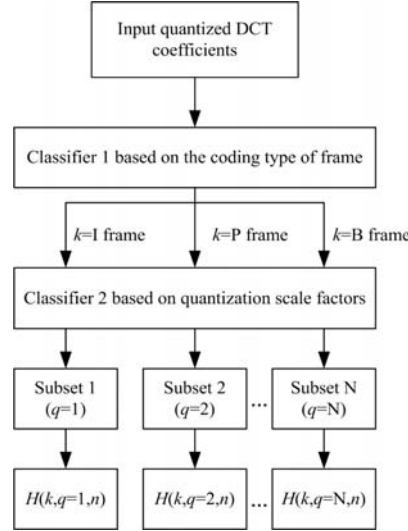 Input quantized DCT
coefficients
Classifier 1 based on the coding type of frame
k=I frame
k=P frame
k=B frame
Classifier 2 based on quantization scale factors
Subset 1
(q=1)
Subset 2
(q=2)
...
Subset N
(q=N)
H(k,q=1,n)
H(k,q=2,n)
...
H(k,q=N,n)